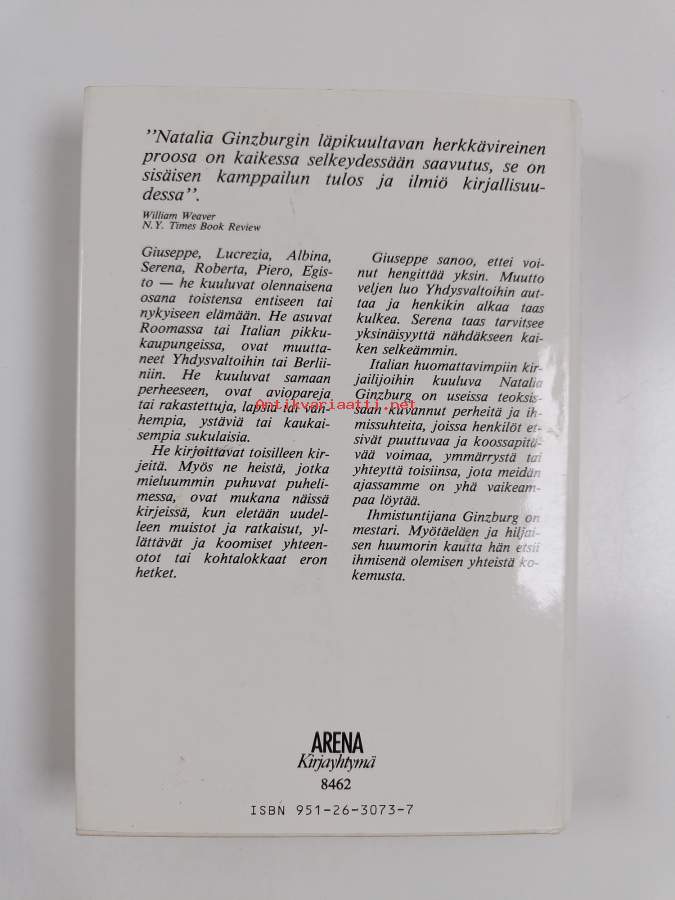 ”Natalia Ginzburgin läpikuultavan herkkävireinen
proosa on kaikessa selkeydessään saavutus, se on
sisäisen kamppailun tulos ja ilmiö kirjallisuu-
dessa”.
William Weaver
N.Y. Times Book Review
Giuseppe, Lucrezia, Albina,
Serena, Roberta, Piero, Egis-
to — he kuuluvat olennaisena
osana toistensa entiseen tai
nykyiseen elämään. He asuvat
Roomassa tai Italian pikku-
kaupungeissa, ovat muutta-
neet Yhdysvaltoihin tai Berlii-
niin. He kuuluvat samaan
perheeseen, ovat aviopareja
tai rakastettuja, lapsia tai van-
hempia, ystäviä tai kaukai-
sempia sukulaisia.
He kirjoittavat toisilleen kir-
jeitä. Myös ne heistä, jotka
mieluummin puhuvat puheli-
messa, ovat mukana näissä
kirjeissä, kun eletään uudel-
leen muistot ja ratkaisut, yl-
lättävät ja koomiset yhteen-
otot tai kohtalokkaat eron
hetket.
Giuseppe sanoo, ettei voi-
nut hengittää yksin. Muutto
veljen luo Yhdysvaltoihin aut-
taa ja henkikin alkaa taas
kulkea. Serena taas tarvitsee
yksinäisyyttä nähdäkseen kai-
ken selkeämmin.
Italian huomattavimpiin kir-
jailijoihin kuuluva Natalia
Ginzburg on useissa teoksis-
saan kuvannut perheitä ja ih-
missuhteita, joissa henkilöt et-
sivät puuttuvaa ja koossapitä-
vää voimaa, ymmärrystä tai
yhteyttä toisiinsa, jota meidän
ajassamme on yhä vaikeam-
paa löytää.
Ihmistuntijana Ginzburg on
mestari. Myötäeläen ja hiljai-
sen huumorin kautta hän etsii
ihmisenä olemisen yhteistä ko-
kemusta.
Antikvariaatti.net
ARENA
Kirjayhtymä
8462
ISBN 951-26-3073-7